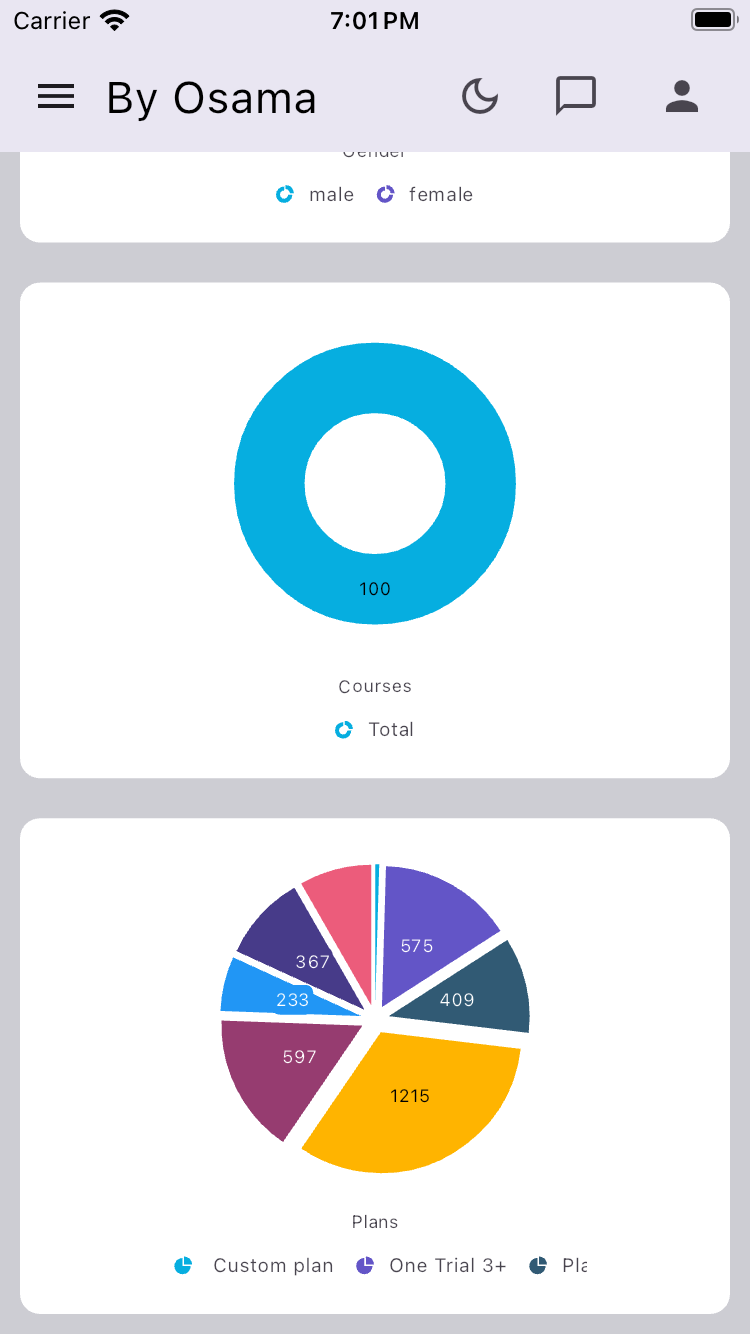 Carrier 7:01 PM
By Osama
Gender
male female
100
Courses
Total
575
367
233
409
597
1215
Plans
Custom plan One Trial 3+ Pla